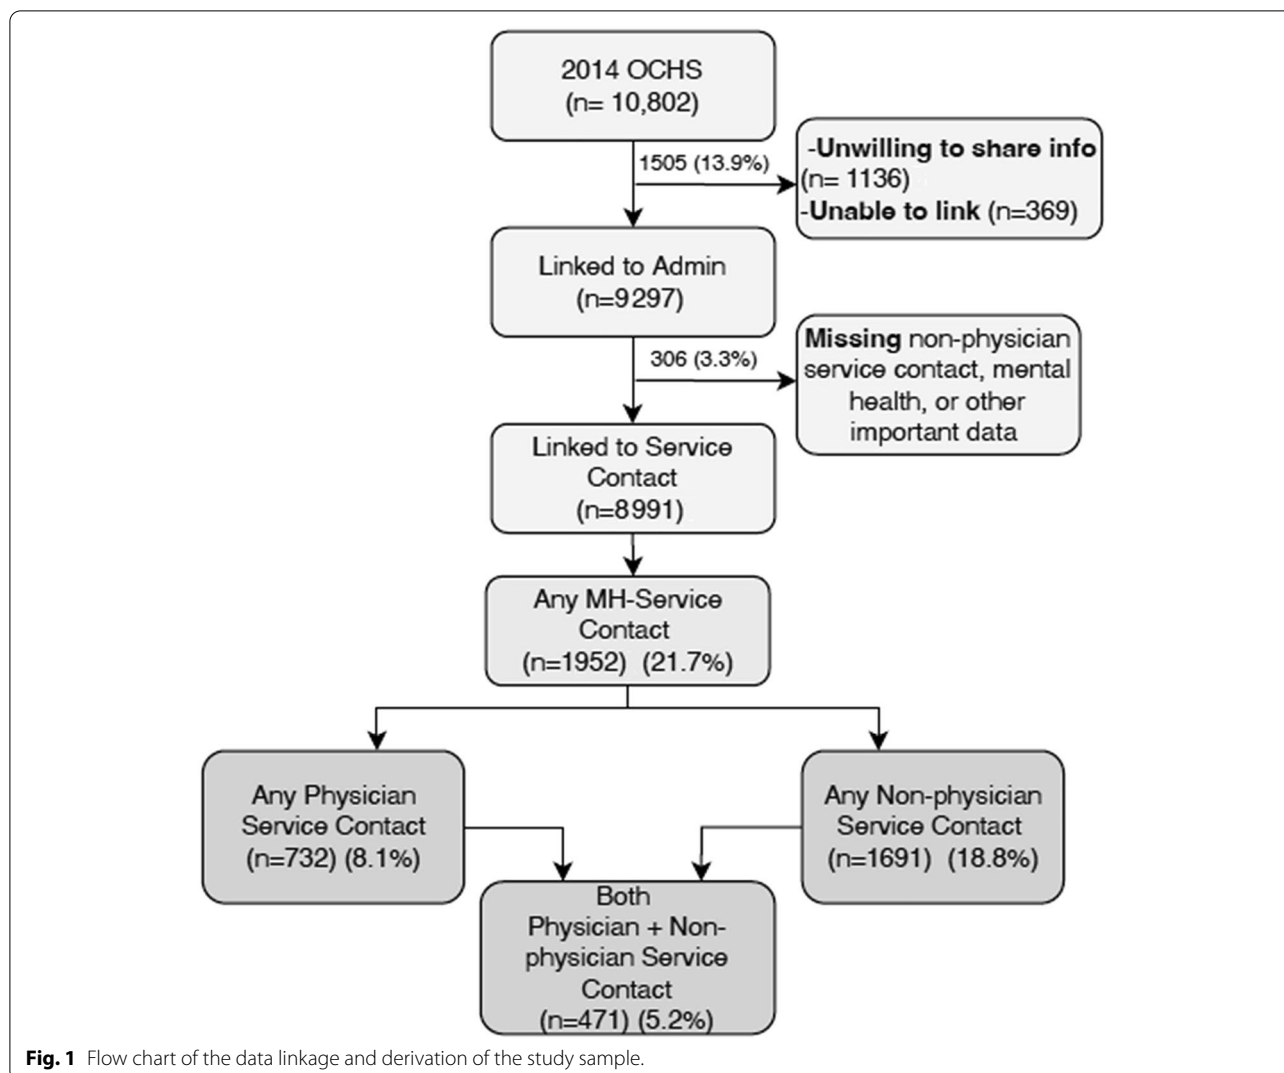 2014 OCHS
(n= 10,802)
1505 (13.9%)
-Unwilling to share info
(n= 1136)
-Unable to link (n=369)
Linked to Admin
(n=9297)
306 (3.3%)
Missing non-physician
service contact, mental
health, or other
important data
Linked to Service
Contact
(n=8991)
Any MH-Service
Contact
(n=1952) (21.7%)
Any Physician
Service Contact
(n=732) (8.1%)
Any Non-physician
Service Contact
(n=1691) (18.8%)
Both
Physician + Non-
physician Service
Contact
(n=471) (5.2%)
Fig. 1 Flow chart of the data linkage and derivation of the study sample.